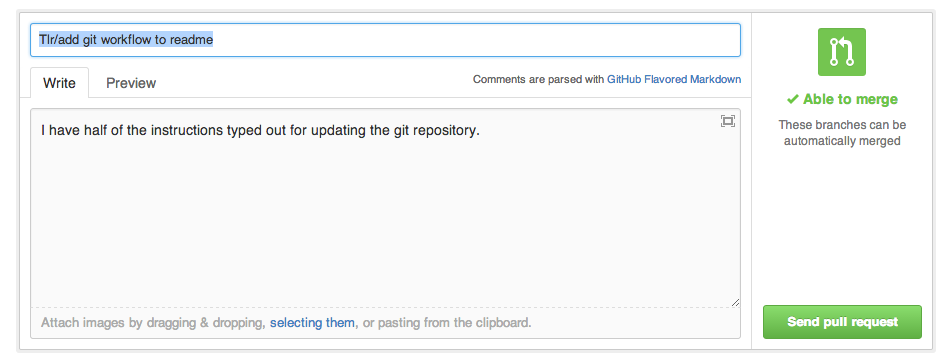 Tlr/add git workflow to readme
Write Preview Comments are parsed with GitHub Flavored Markdown
I have half of the instructions typed out for updating the git repository.
Attach images by dragging & dropping, selecting them, or pasting from the clipboard.
Able to merge
These branches can be
automatically merged
Send pull request